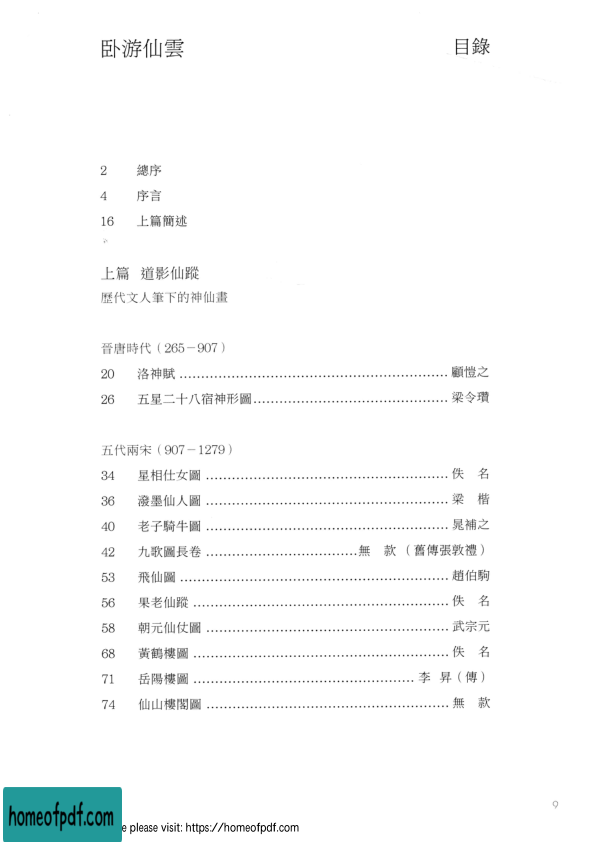 卧游仙雲
目錄
2 總序
4 序言
16 上篇簡述
上篇 道影仙蹤
歷代文人筆下的神仙畫
晉唐時代（265－907）
20 洛神賦 顧愷之
26 五星二十八宿神形圖 梁令瓚
五代兩宋（907－1279）
34 星相仕女圖 佚 名
36 潑墨仙人圖 梁 楷
40 老子騎牛圖 晁補之
42 九歌圖長卷 無 款（舊傳張敦禮）
53 飛仙圖 趙伯駒
56 果老仙蹤 佚 名
58 朝元仙仗圖 武宗元
68 黃鶴樓圖 佚 名
71 岳陽樓圖 李 昇（傳）
74 仙山樓閣圖 無 款
9
homeofpdf.com
e please visit: https://homeofpdf.com